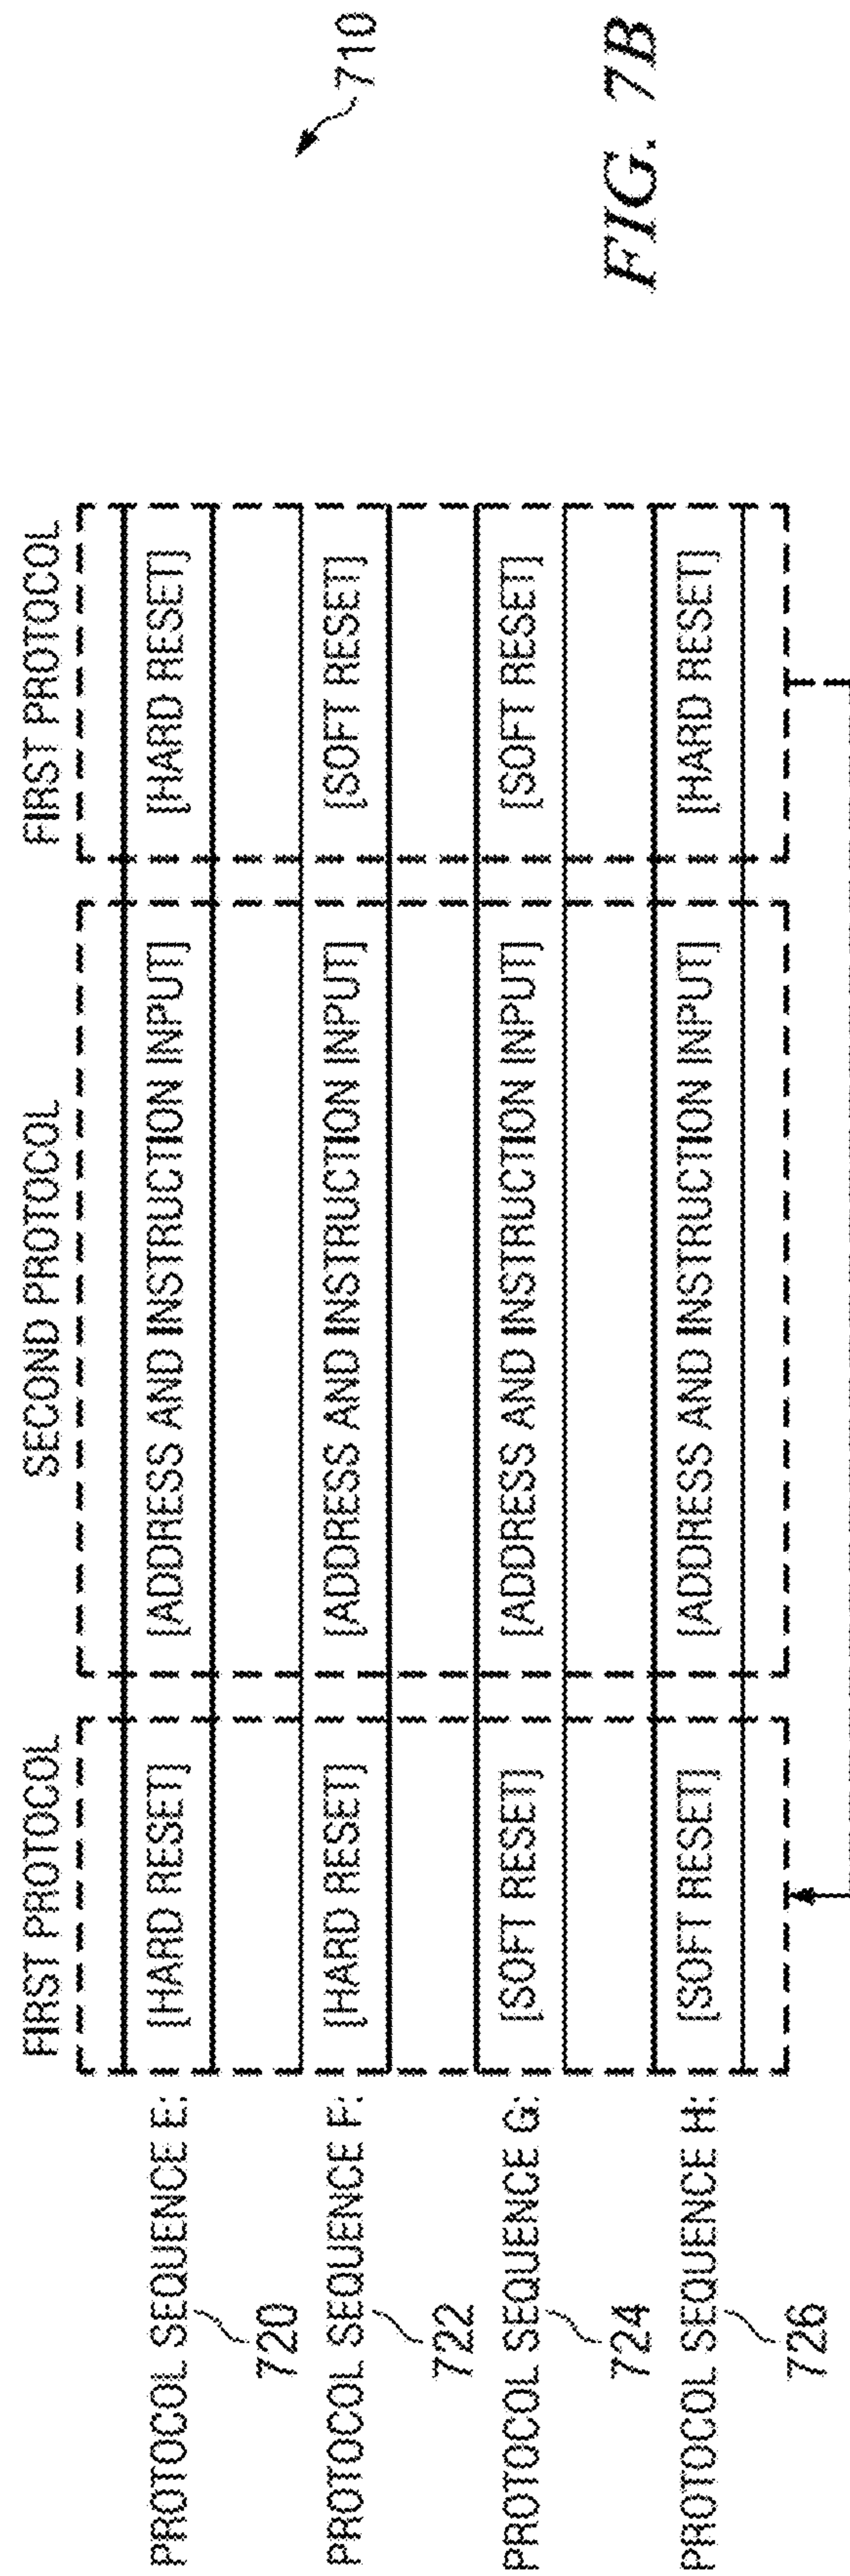 FIRST PROTOCOL SECOND PROTOCOL FIRST PROTOCOL
PROTOCOL SEQUENCE E: [HARD RESET] [ADDRESS AND INSTRUCTION INPUT] [HARD RESET]
720
PROTOCOL SEQUENCE F: [HARD RESET] [ADDRESS AND INSTRUCTION INPUT] [SOFT RESET]
722
PROTOCOL SEQUENCE G: [SOFT RESET] [ADDRESS AND INSTRUCTION INPUT] [SOFT RESET]
724
PROTOCOL SEQUENCE H: [SOFT RESET] [ADDRESS AND INSTRUCTION INPUT] [HARD RESET]
726
710
FIG. 7B